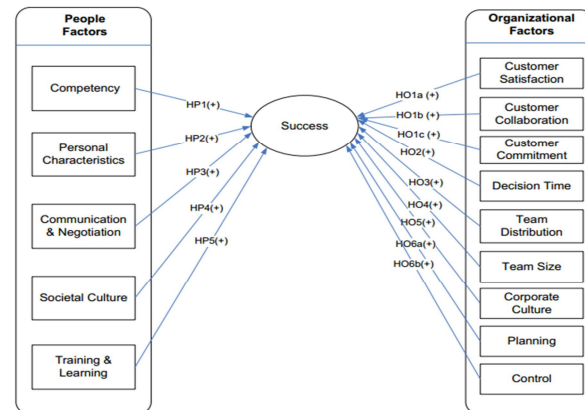 People
Factors
Competency
Personal
Characteristics
Communication
& Negotiation
Societal Culture
Training &
Learning
HP1(+)
HP2(+)
HP3(+)
HP4(+)
HP5(+)
Success
HO1a (+)
HO1b (+)
HO1c (+)
HO2(+)
HO3(+)
HO4(+)
HO5(+)
HO6a(+)
HO6b(+)
Organizational
Factors
Customer
Satisfaction
Customer
Collaboration
Customer
Commitment
Decision Time
Team
Distribution
Team Size
Corporate
Culture
Planning
Control